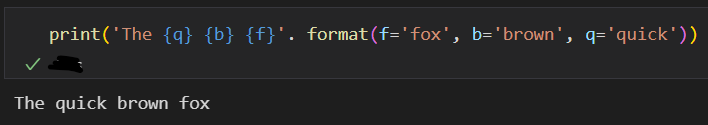 print('The {q} {b} {f}'. format(f='fox', b='brown', q='quick'))
The quick brown fox